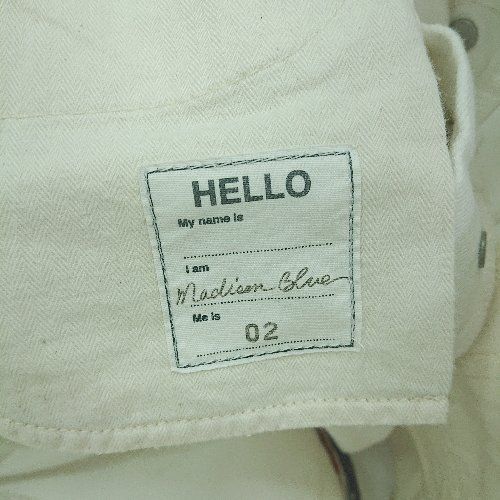 HELLO
My name is
I am
Madison Blue
Me is
02